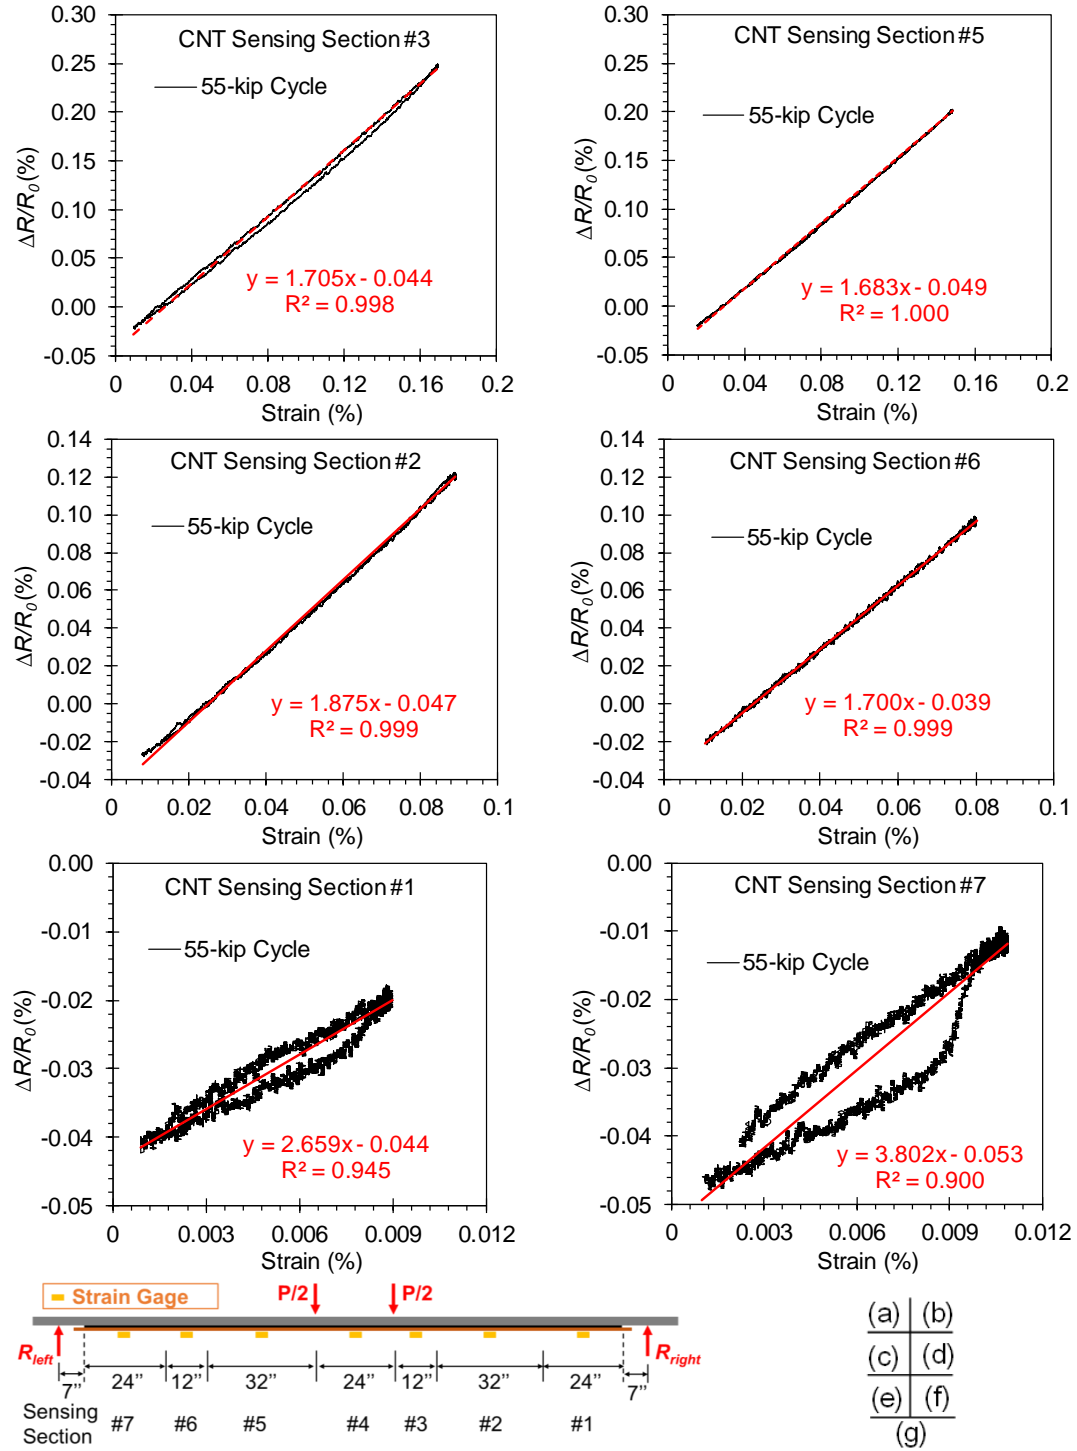 CNT Sensing Section #3
55-kip Cycle
y = 1.705x - 0.044
R² = 0.998
0.30
0.25
0.20
0.15
0.10
0.05
0.00
-0.05
0
0.04
0.08
0.12
0.16
0.2
ΔR/R0(%)
Strain (%)
CNT Sensing Section #5
55-kip Cycle
y = 1.683x - 0.049
R² = 1.000
0.30
0.25
0.20
0.15
0.10
0.05
0.00
-0.05
0
0.04
0.08
0.12
0.16
0.2
ΔR/R0(%)
Strain (%)
CNT Sensing Section #2
55-kip Cycle
y = 1.875x - 0.047
R² = 0.999
0.14
0.12
0.10
0.08
0.06
0.04
0.02
0.00
-0.02
-0.04
0
0.02
0.04
0.06
0.08
0.1
ΔR/R0(%)
Strain (%)
CNT Sensing Section #6
55-kip Cycle
y = 1.700x - 0.039
R² = 0.999
0.14
0.12
0.10
0.08
0.06
0.04
0.02
0.00
-0.02
-0.04
0
0.02
0.04
0.06
0.08
0.1
ΔR/R0(%)
Strain (%)
CNT Sensing Section #1
55-kip Cycle
y = 2.659x - 0.044
R² = 0.945
0.00
-0.01
-0.02
-0.03
-0.04
-0.05
0
0.003
0.006
0.009
0.012
ΔR/R0(%)
Strain (%)
CNT Sensing Section #7
55-kip Cycle
y = 3.802x - 0.053
R² = 0.900
0.00
-0.01
-0.02
-0.03
-0.04
-0.05
0
0.003
0.006
0.009
0.012
ΔR/R0(%)
Strain (%)
Strain Gage
P/2
P/2
Rleft
Rright
7” 24” 12” 32” 24” 12” 32” 24” 7”
Sensing
Section
#7 #6 #5 #4 #3 #2 #1
(a) (b)
(c) (d)
(e) (f)
(g)